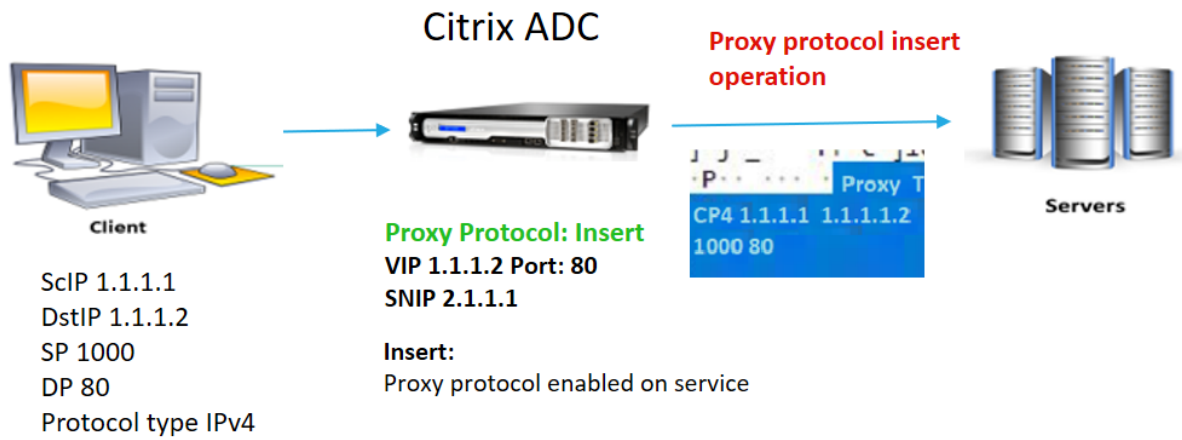 Citrix ADC
Proxy protocol insert
operation
Client
Servers
P
Proxy T
CP4 1.1.1.1 1.1.1.1.2
1000 80
Proxy Protocol: Insert
VIP 1.1.1.2 Port: 80
SNIP 2.1.1.1
Insert:
Proxy protocol enabled on service
ScIP 1.1.1.1
DstIP 1.1.1.2
SP 1000
DP 80
Protocol type IPv4